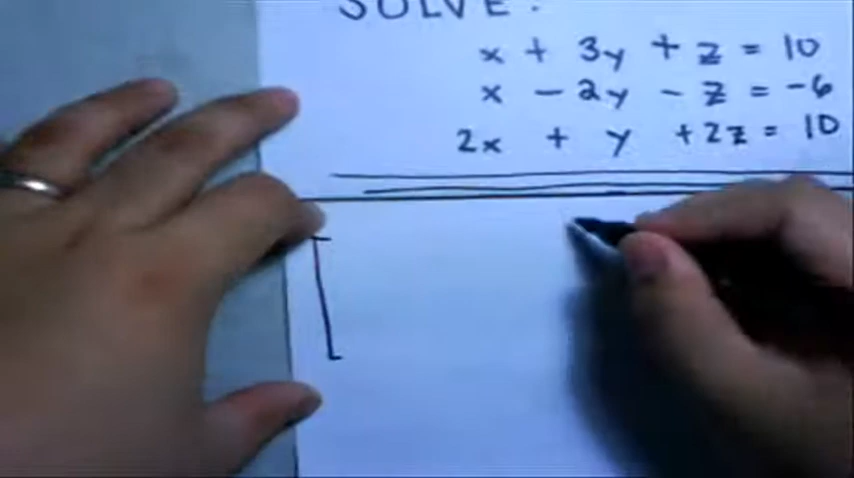 SOLVE:
x + 3y + z = 10
x - 2y - z = -6
2x + y + 2z = 10